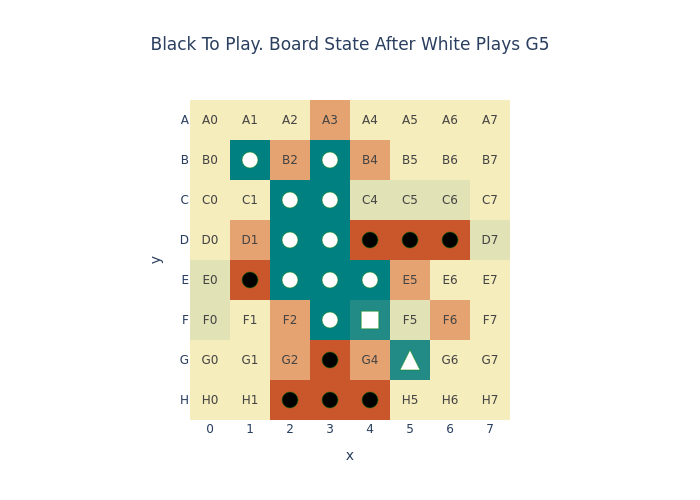 Black To Play. Board State After White Plays G5
A A0 A1 A2 A3 A4 A5 A6 A7
B B0 B2 B4 B5 B6 B7
C C0 C1 C4 C5 C6 C7
D D0 D1 D7
E E0 E5 E6 E7
F F0 F1 F2 F5 F6 F7
G G0 G1 G2 G4 G6 G7
H H0 H1 H5 H6 H7
0 1 2 3 4 5 6 7
x
y